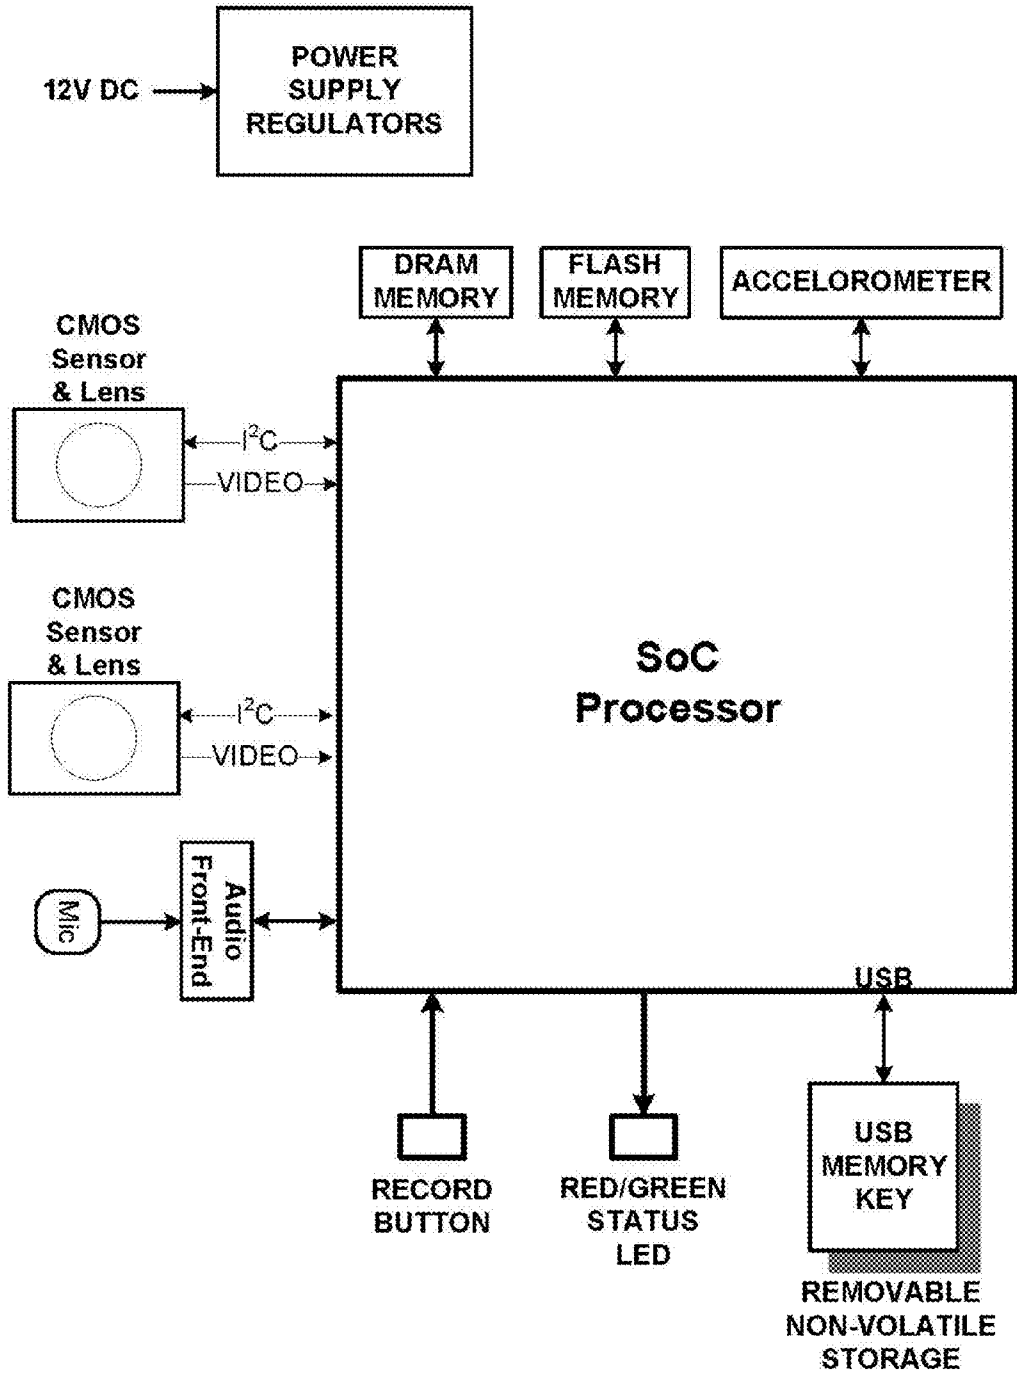 POWER
SUPPLY
REGULATORS
12V DC
DRAM
MEMORY
FLASH
MEMORY
ACCELOROMETER
CMOS
Sensor
& Lens
I²C
VIDEO
CMOS
Sensor
& Lens
I²C
VIDEO
SoC
Processor
Mic
Audio
Front-End
USB
RECORD
BUTTON
RED/GREEN
STATUS
LED
USB
MEMORY
KEY
REMOVABLE
NON-VOLATILE
STORAGE